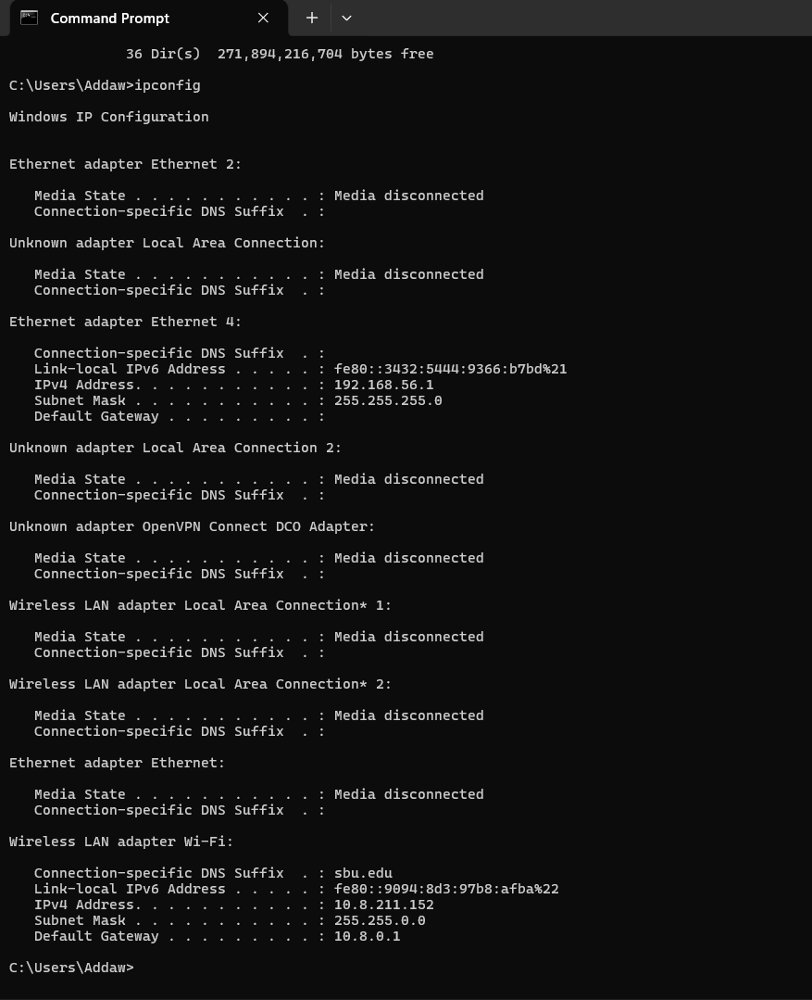 Command Prompt
36 Dir(s)  271,894,216,704 bytes free
C:\Users\Addaw>ipconfig
Windows IP Configuration
Ethernet adapter Ethernet 2:
   Media State . . . . . . . . . . . : Media disconnected
   Connection-specific DNS Suffix  . :
Unknown adapter Local Area Connection:
   Media State . . . . . . . . . . . : Media disconnected
   Connection-specific DNS Suffix  . :
Ethernet adapter Ethernet 4:
   Connection-specific DNS Suffix  . :
   Link-local IPv6 Address . . . . . : fe80::3432:5444:9366:b7bd%21
   IPv4 Address. . . . . . . . . . . : 192.168.56.1
   Subnet Mask . . . . . . . . . . . : 255.255.255.0
   Default Gateway . . . . . . . . . :
Unknown adapter Local Area Connection 2:
   Media State . . . . . . . . . . . : Media disconnected
   Connection-specific DNS Suffix  . :
Unknown adapter OpenVPN Connect DCO Adapter:
   Media State . . . . . . . . . . . : Media disconnected
   Connection-specific DNS Suffix  . :
Wireless LAN adapter Local Area Connection* 1:
   Media State . . . . . . . . . . . : Media disconnected
   Connection-specific DNS Suffix  . :
Wireless LAN adapter Local Area Connection* 2:
   Media State . . . . . . . . . . . : Media disconnected
   Connection-specific DNS Suffix  . :
Ethernet adapter Ethernet:
   Media State . . . . . . . . . . . : Media disconnected
   Connection-specific DNS Suffix  . :
Wireless LAN adapter Wi-Fi:
   Connection-specific DNS Suffix  . : sbu.edu
   Link-local IPv6 Address . . . . . : fe80::9094:8d3:97b8:afba%22
   IPv4 Address. . . . . . . . . . . : 10.8.211.152
   Subnet Mask . . . . . . . . . . . : 255.255.0.0
   Default Gateway . . . . . . . . . : 10.8.0.1
C:\Users\Addaw>